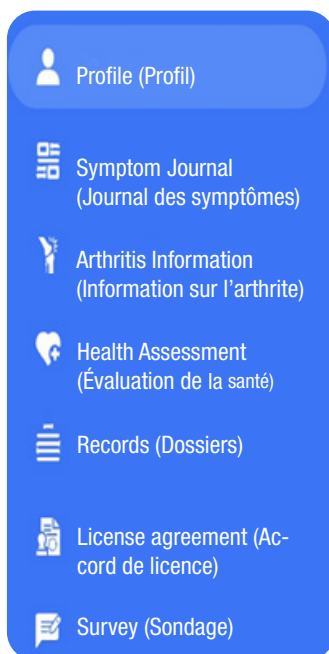 Profile (Profil)
Symptom Journal
(Journal des symptômes)
Arthritis Information
(Information sur l'arthrite)
Health Assessment
(Évaluation de la santé)
Records (Dossiers)
License agreement (Ac-
cord de licence)
Survey (Sondage)